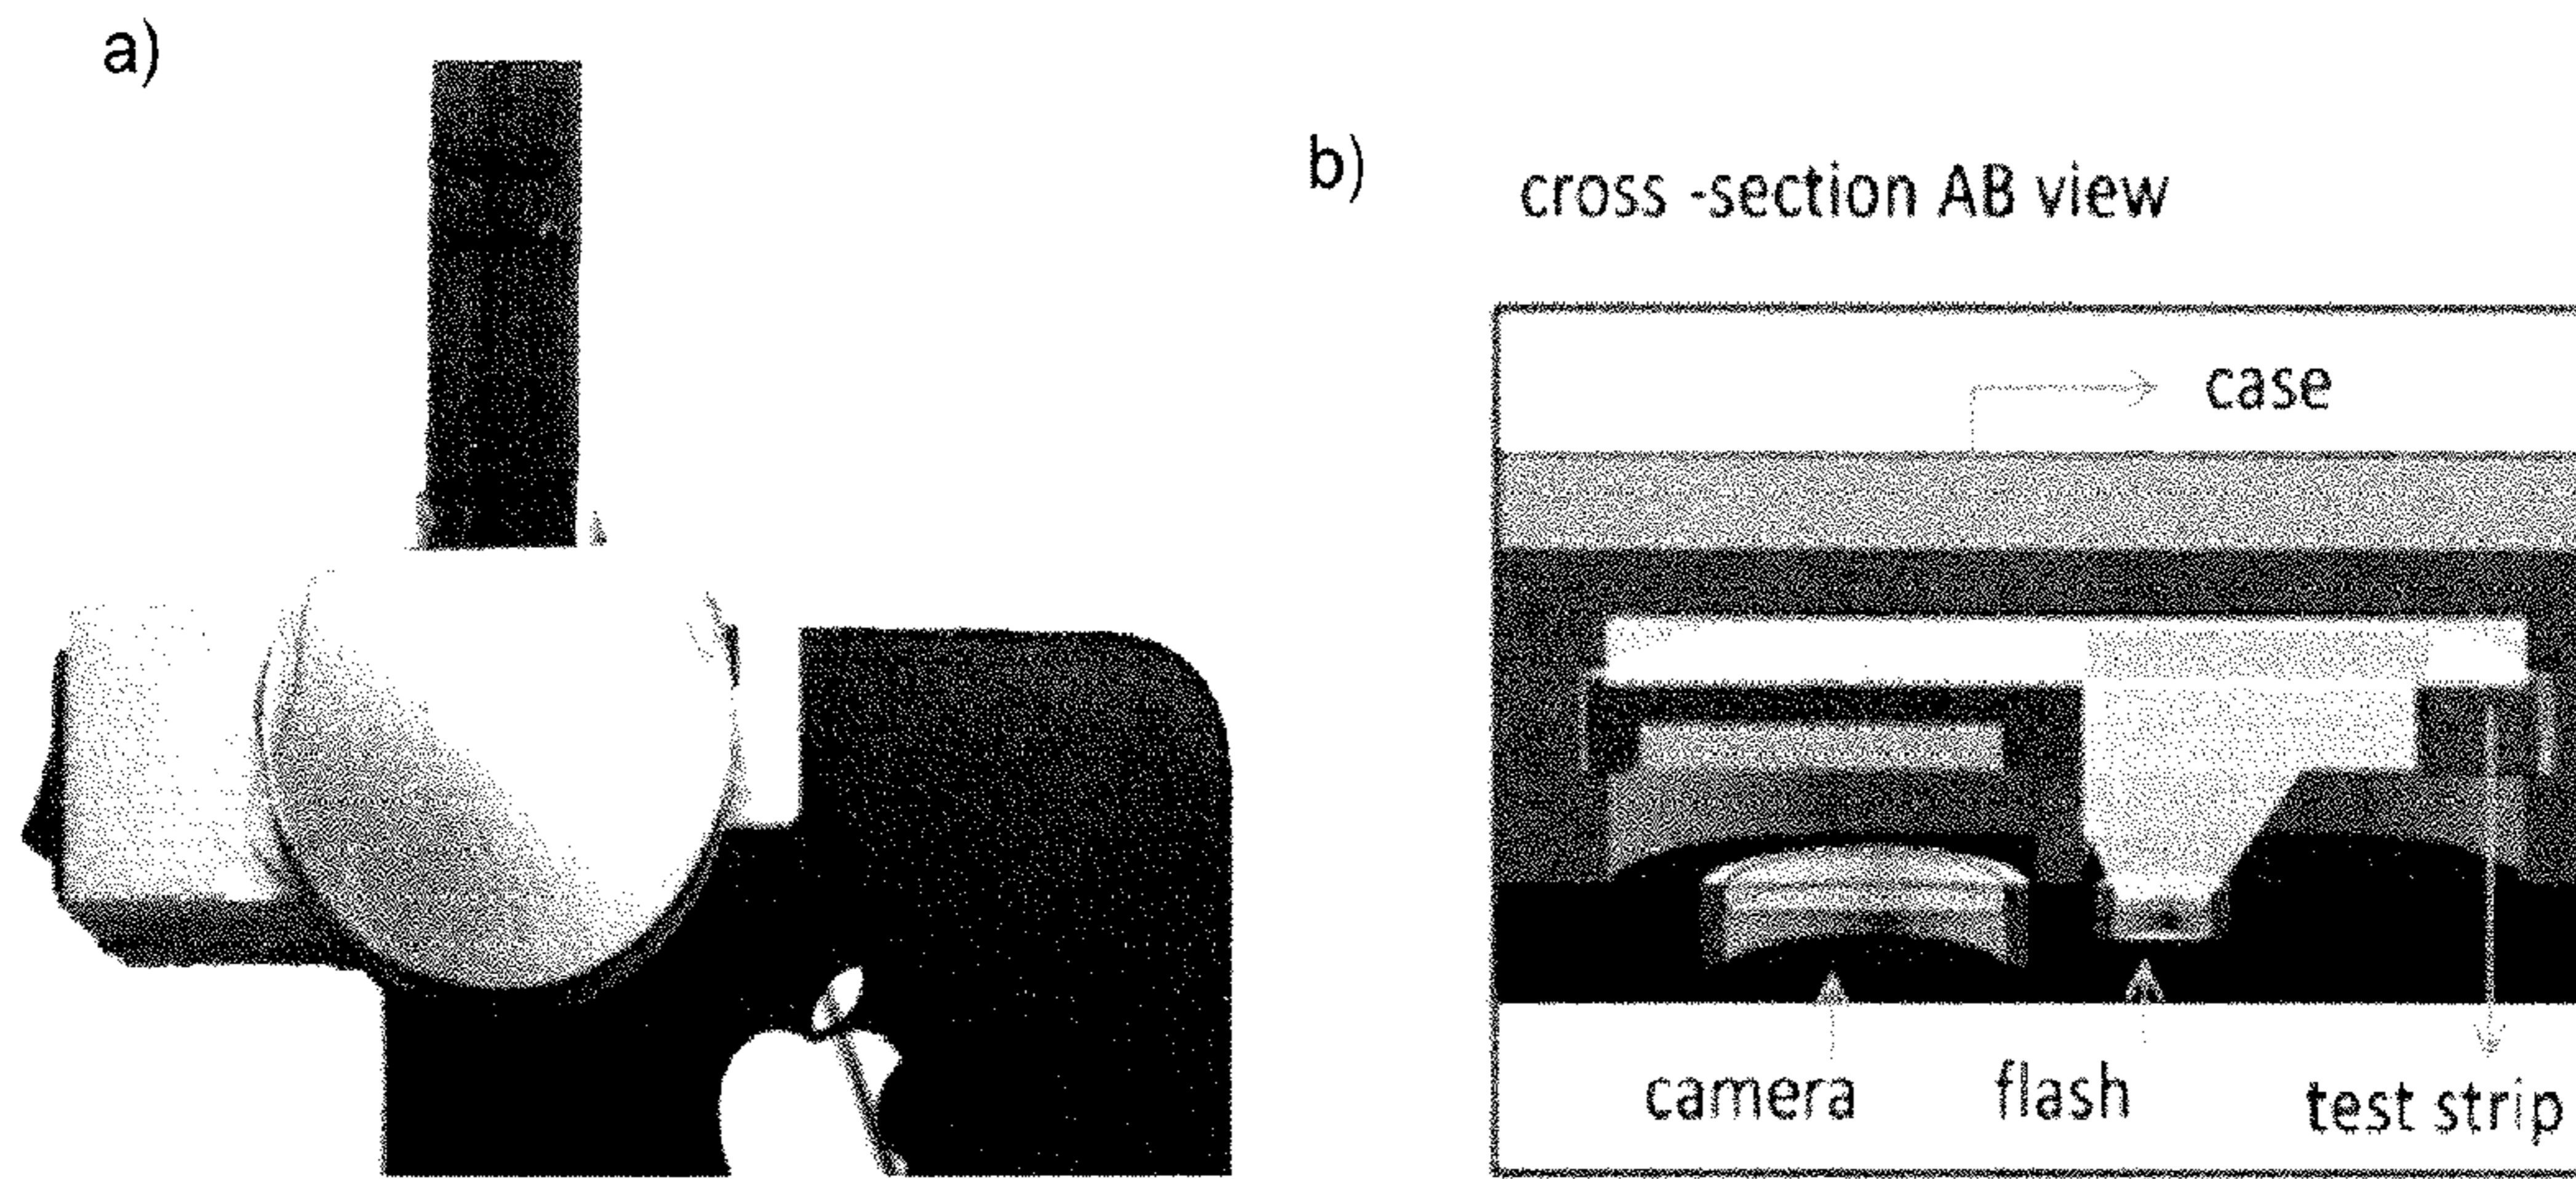 a)
b)
cross -section AB view
case
camera
flash
test strip